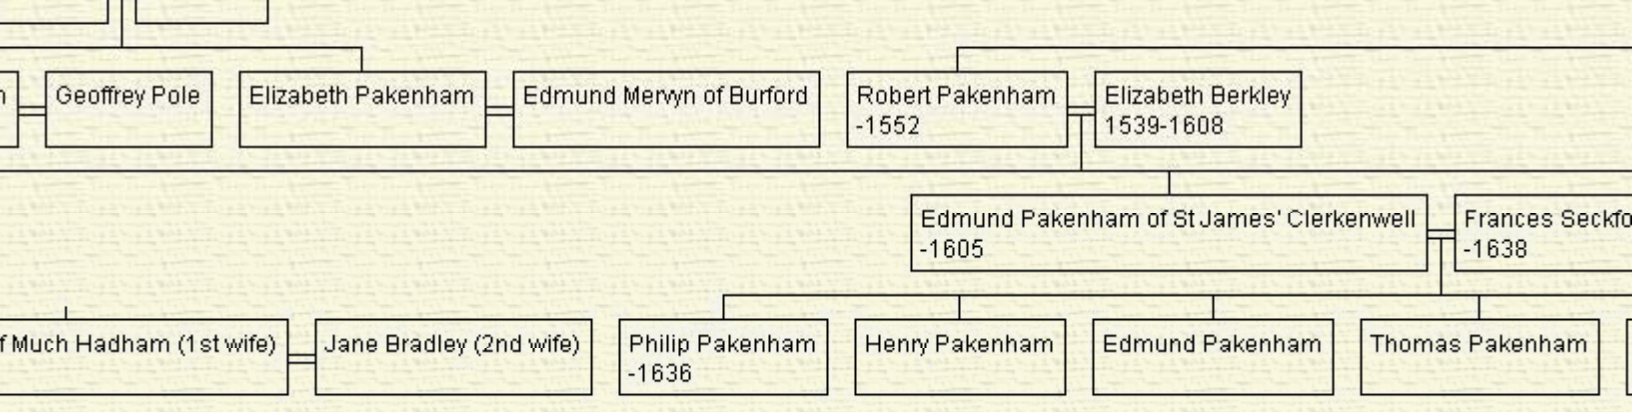 Geoffrey Pole
Elizabeth Pakenham
Edmund Mervyn of Burford
Robert Pakenham
-1552
Elizabeth Berkley
1539-1608
Edmund Pakenham of St James' Clerkenwell
-1605
Frances
-1638
Much Hadham (1st wife)
Jane Bradley (2nd wife)
Philip Pakenham
-1636
Henry Pakenham
Edmund Pakenham
Thomas Pakenham